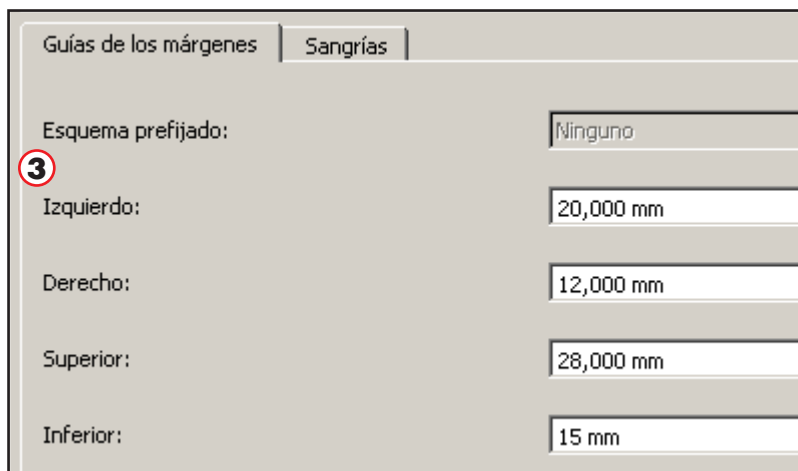 Guías de los márgenes Sangrías
Esquema prefijado: Ninguno
3
Izquierdo: 20,000 mm
Derecho: 12,000 mm
Superior: 28,000 mm
Inferior: 15 mm